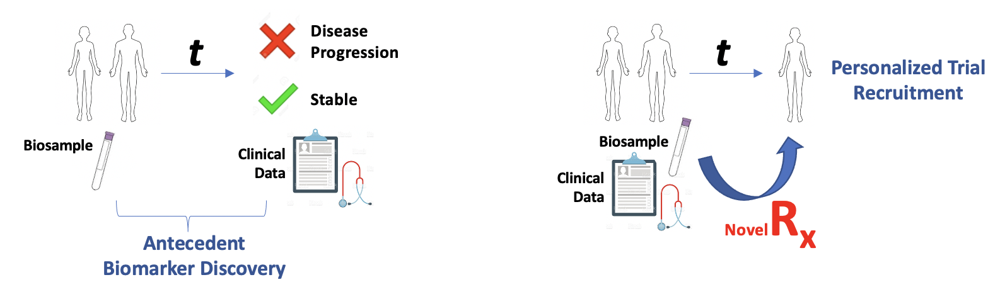 t
Disease
Progression
Stable
Biosample
Clinical
Data
Antecedent
Biomarker Discovery
t
Personalized Trial
Recruitment
Biosample
Clinical
Data
Novel Rx